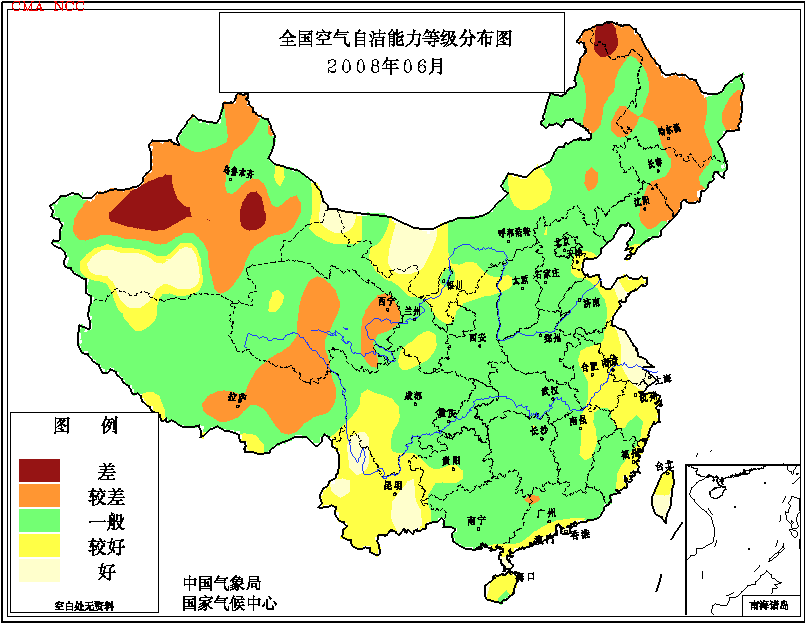 CMA NCC
全国空气自洁能力等级分布图
2008年06月
哈尔滨
长春
乌鲁木齐
沈阳
呼和浩特
北京
天津
银川
太原
石家庄
西宁
兰州
济南
西安
郑州
合肥
南京
上海
拉萨
成都
武汉
杭州
重庆
南昌
长沙
贵阳
福州
台北
昆明
广州
南宁
澳门
香港
海口
图 例
差
较差
一般
较好
好
空白处无资料
中国气象局
国家气候中心
南海诸岛